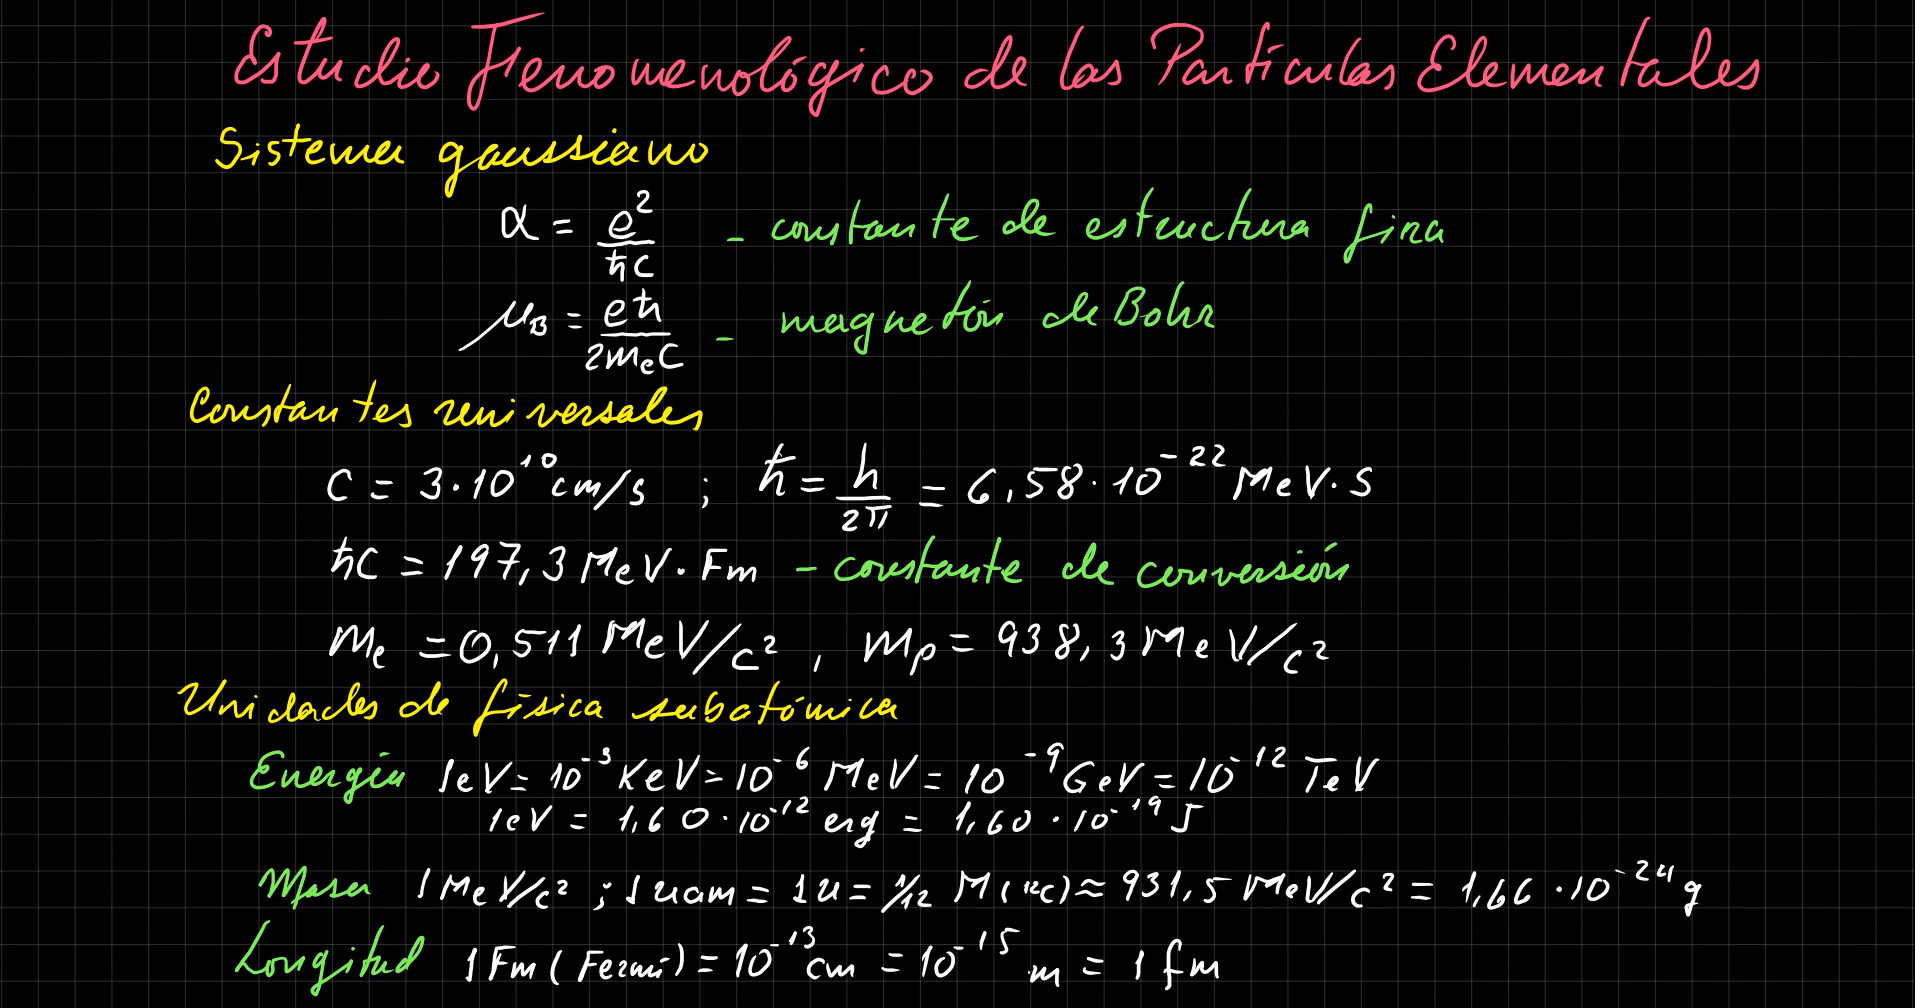 Estudio Fenomenológico de las Partículas Elementales
Sistema gaussiano
α = e²/ħc - constante de estructura fina
μ_B = eħ/2m_e c - magnetón de Bohr
Constantes universales
c = 3·10¹⁰ cm/s ; ħ = h/2π = 6,58·10⁻²² MeV·s
ħc = 197,3 MeV·Fm - constante de conversión
m_e = 0,511 MeV/c² , m_p = 938,3 MeV/c²
Unidades de física subatómica
Energía 1eV = 10⁻³ KeV = 10⁻⁶ MeV = 10⁻⁹ GeV = 10⁻¹² TeV
1eV = 1,60·10⁻¹² erg = 1,60·10⁻¹⁹ J
Masa 1 MeV/c² ; 1 uam = 1u = 1/12 M(¹²C) ≈ 931,5 MeV/c² = 1,66·10⁻²⁴ g
Longitud 1 Fm (Fermi) = 10⁻¹³ cm = 10⁻¹⁵ m = 1 fm